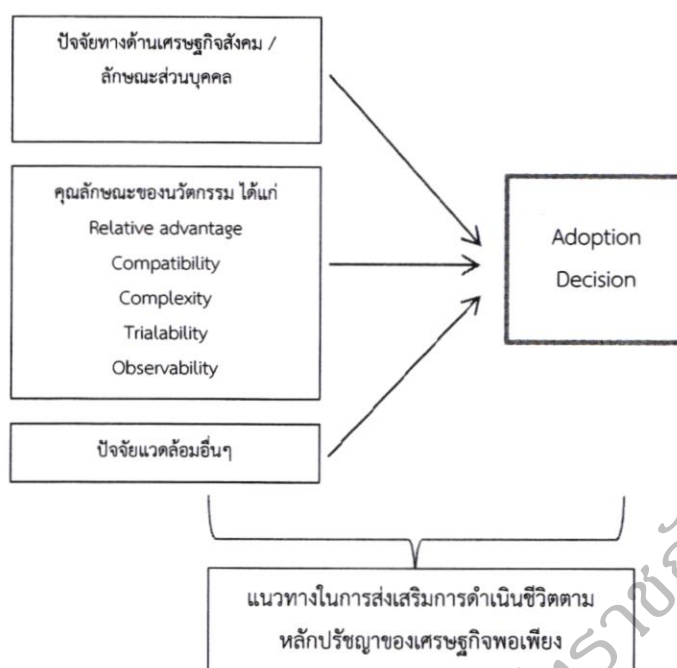 ปัจจัยทางด้านเศรษฐกิจสังคม /
ลักษณะส่วนบุคคล
คุณลักษณะของนวัตกรรม ได้แก่
Relative advantage
Compatibility
Complexity
Trialability
Observability
ปัจจัยแวดล้อมอื่นๆ
Adoption
Decision
แนวทางในการส่งเสริมการดำเนินชีวิตตาม
หลักปรัชญาของเศรษฐกิจพอเพียง